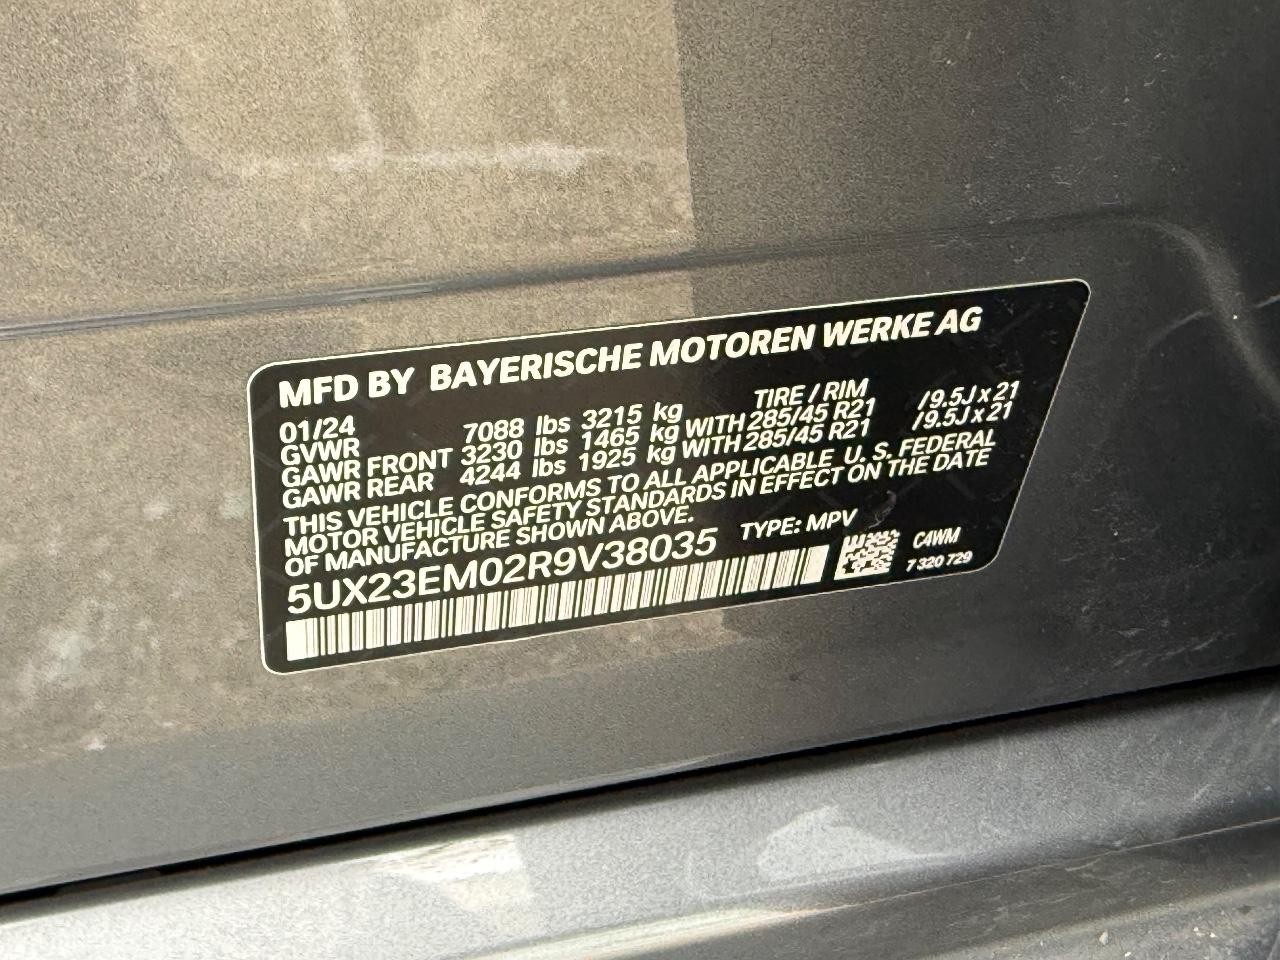 MFD BY BAYERISCHE MOTOREN WERKE AG
01/24 TIRE / RIM
GVWR 7088 lbs 3215 kg
GAWR FRONT 3230 lbs 1465 kg WITH 285/45 R21 /9.5J x 21
GAWR REAR 4244 lbs 1925 kg WITH 285/45 R21 /9.5J x 21
THIS VEHICLE CONFORMS TO ALL APPLICABLE U. S. FEDERAL
MOTOR VEHICLE SAFETY STANDARDS IN EFFECT ON THE DATE
OF MANUFACTURE SHOWN ABOVE.
5UX23EM02R9V38035 TYPE: MPV
C4WM
7 320 729